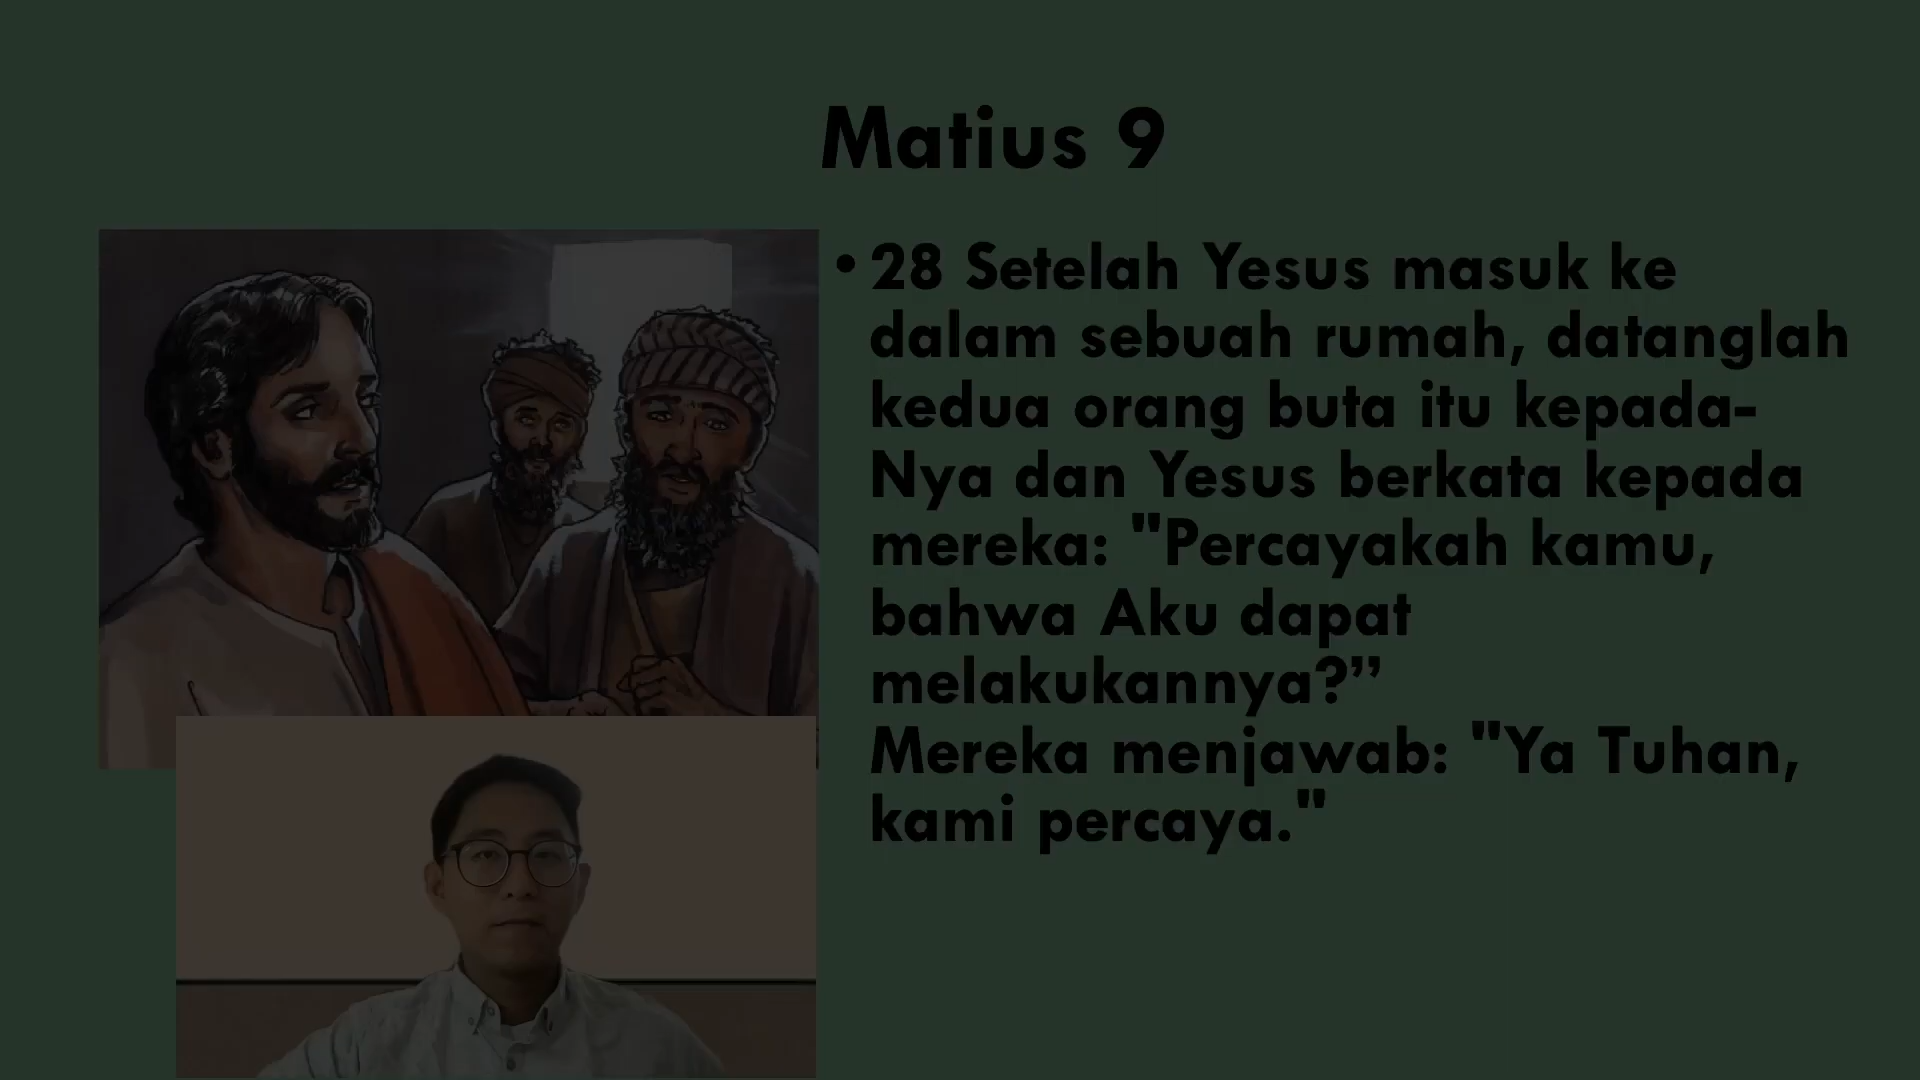 Matius 9
• 28 Setelah Yesus masuk ke
dalam sebuah rumah, datanglah
kedua orang buta itu kepada-
Nya dan Yesus berkata kepada
mereka: "Percayakah kamu,
bahwa Aku dapat
melakukannya?”
Mereka menjawab: "Ya Tuhan,
kami percaya."